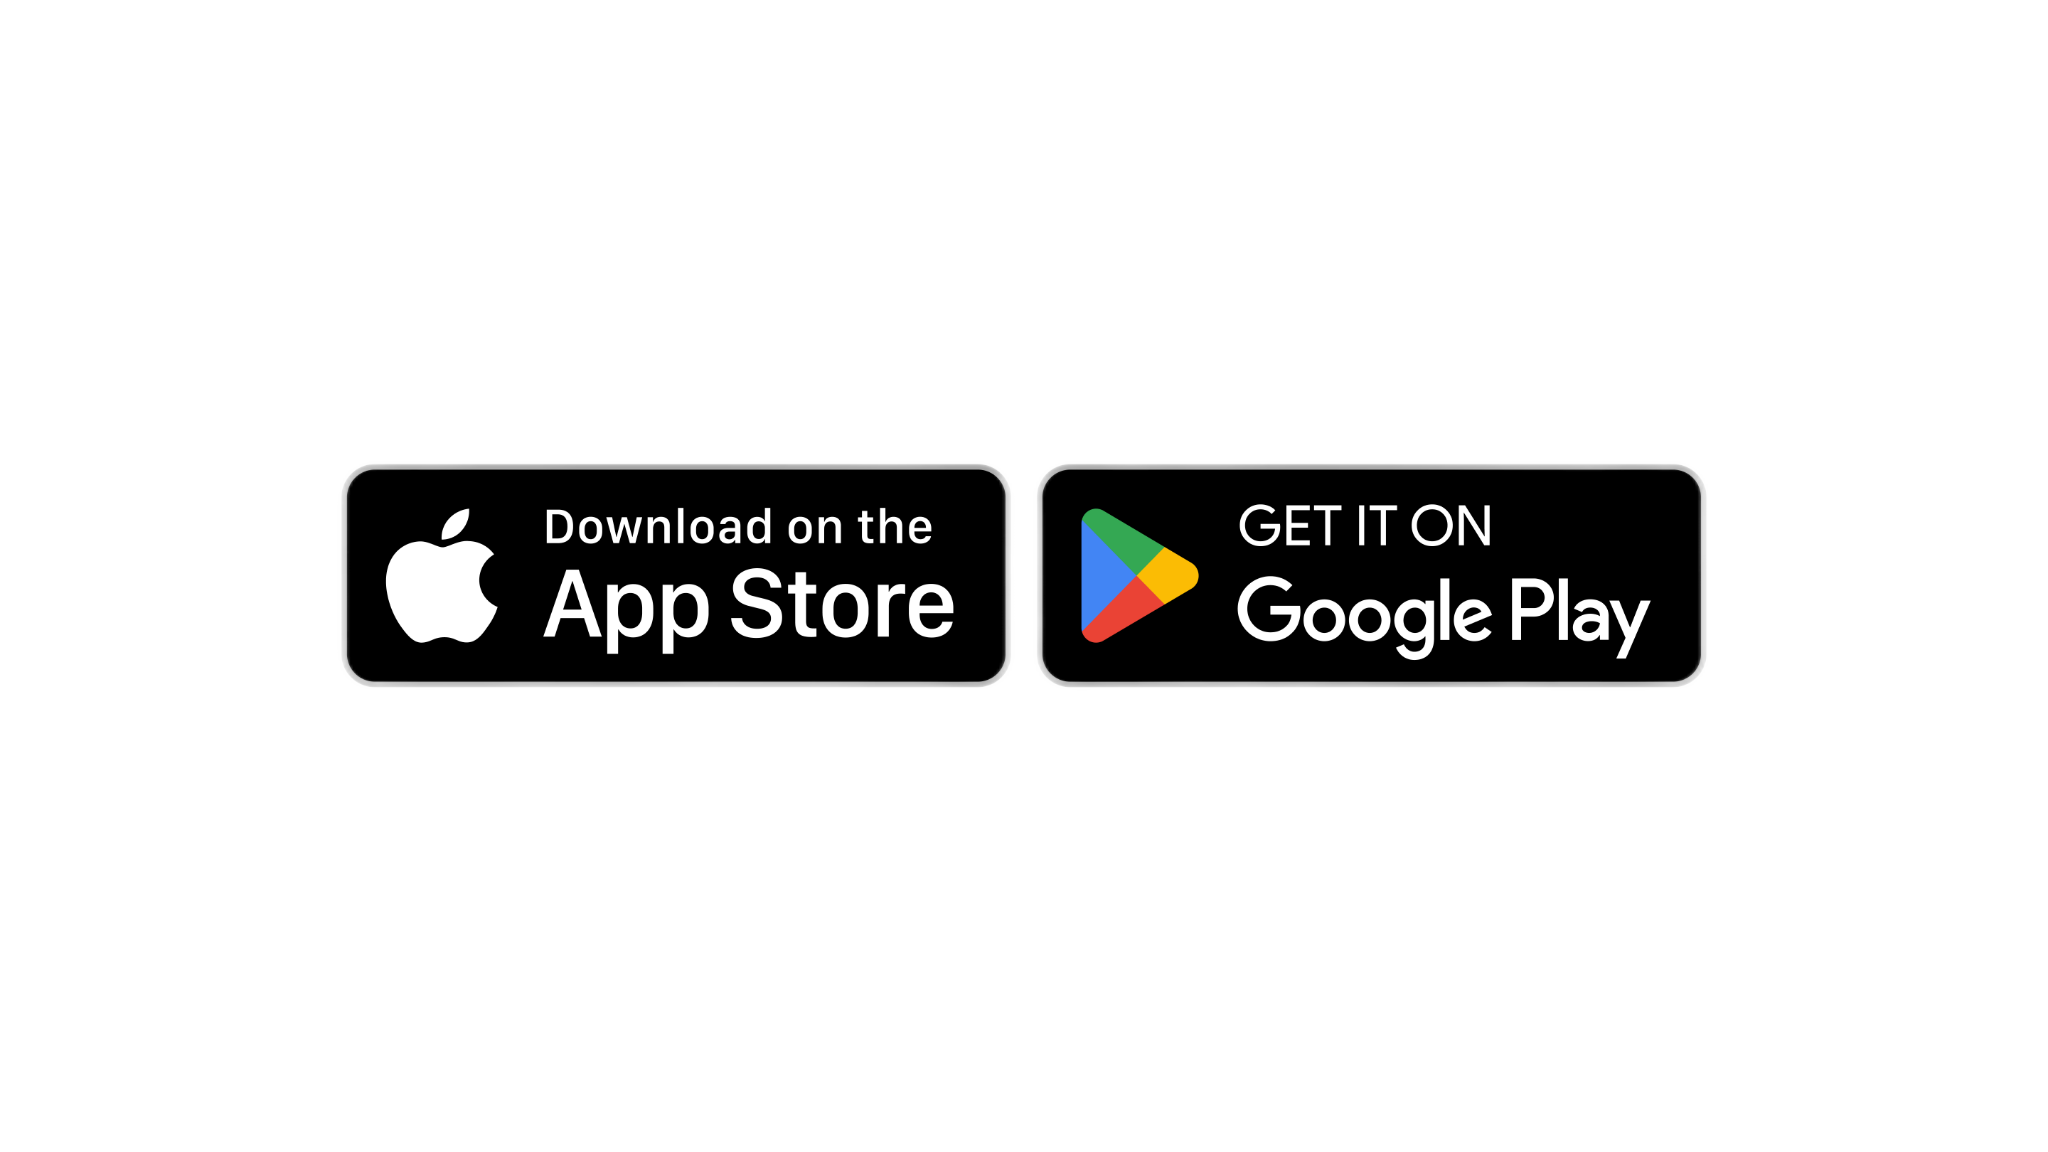 Download on the
App Store
GET IT ON
Google Play